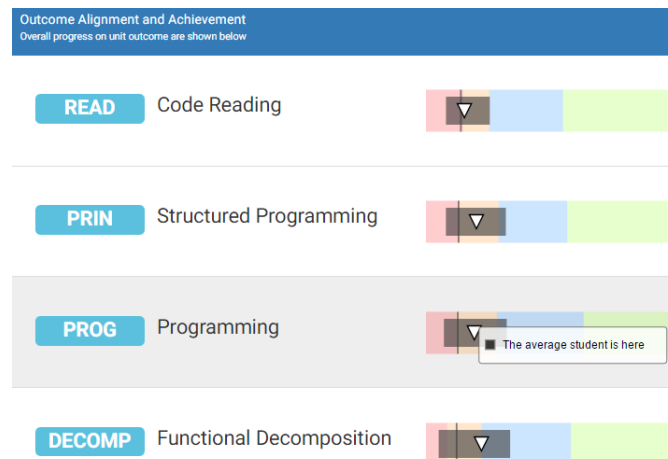 Outcome Alignment and Achievement
Overall progress on unit outcome are shown below
READ Code Reading
PRIN Structured Programming
PROG Programming
The average student is here
DECOMP Functional Decomposition